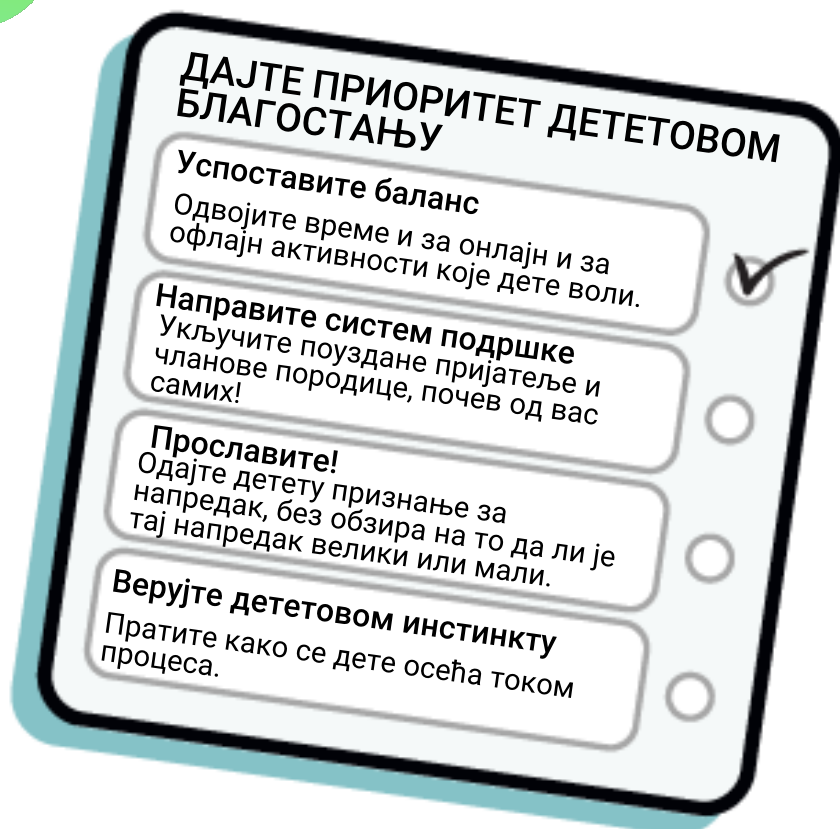 ДАЈТЕ ПРИОРИТЕТ ДЕТЕТОВОМ
БЛАГОСТАЊУ
Успоставите баланс
Одвојите време и за онлајн и за
офлајн активности које дете воли.
Направите систем подршке
Укључите поуздане пријатеље и
чланове породице, почев од вас
самих!
Прославите!
Одајте детету признање за
напредак, без обзира на то да ли је
тај напредак велики или мали.
Верујте дететовом инстинкту
Пратите како се дете осећа током
процеса.